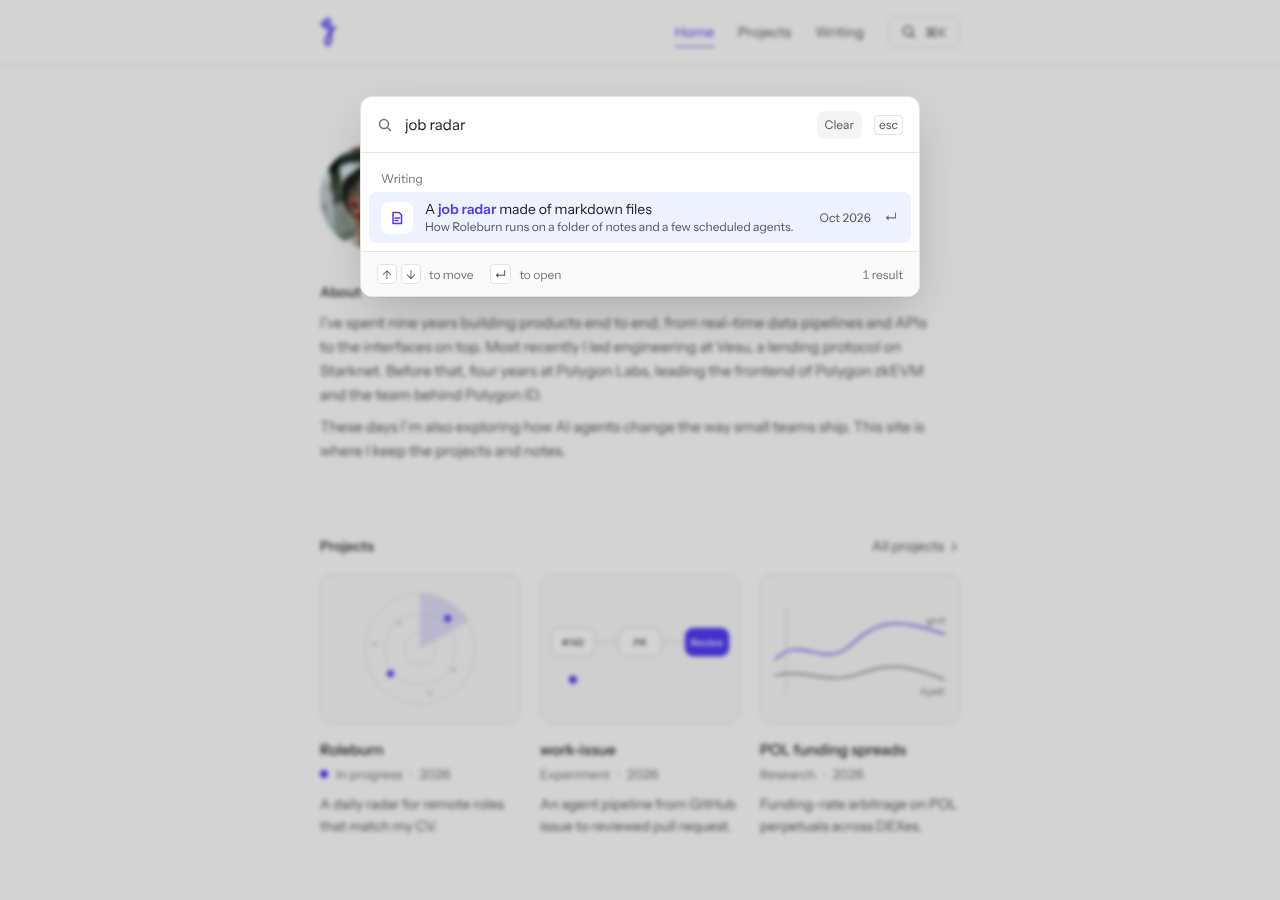 Home
Projects
Writing
⌘K
job radar
Clear
esc
Writing
A job radar made of markdown files
How Roleburn runs on a folder of notes and a few scheduled agents.
Oct 2026
to move
to open
1 result
About
I've spent nine years building products end to end, from real-time data pipelines and APIs
to the interfaces on top. Most recently I led engineering at Vesu, a lending protocol on
Starknet. Before that, four years at Polygon Labs, leading the frontend of Polygon zkEVM
and the team behind Polygon ID.
These days I'm also exploring how AI agents change the way small teams ship. This site is
where I keep the projects and notes.
Projects
All projects
PR
Review
Roleburn
In progress · 2026
A daily radar for remote roles
that match my CV.
work-issue
Experiment · 2026
An agent pipeline from GitHub
issue to reviewed pull request.
POL funding spreads
Research · 2026
Funding-rate arbitrage on POL
perpetuals across DEXes.